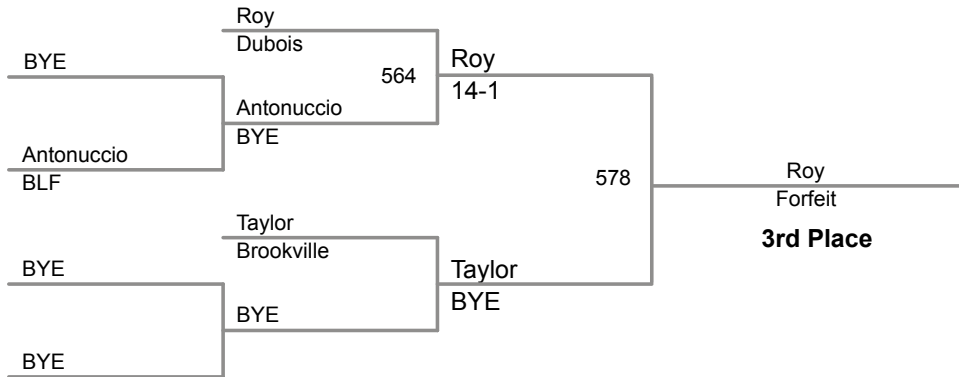 Roy
Dubois
BYE
564
Roy
14-1
Antonuccio
BYE
Antonuccio
BLF
578
Roy
Forfeit
3rd Place
Taylor
Brookville
BYE
Taylor
BYE
BYE
BYE